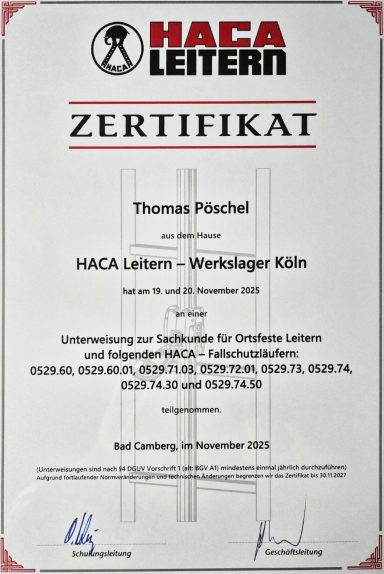 HACA
HACA
LEITERN
ZERTIFIKAT
Thomas Pöschel
aus dem Hause
HACA Leitern – Werkslager Köln
hat am 19. und 20. November 2025
an einer
Unterweisung zur Sachkunde für Ortsfeste Leitern
und folgenden HACA – Fallschutzläufern:
0529.60, 0529.60.01, 0529.71.03, 0529.72.01, 0529.73, 0529.74,
0529.74.30 und 0529.74.50
teilgenommen.
Bad Camberg, im November 2025
(Unterweisungen sind nach §4 DGUV Vorschrift 1 (alt: BGV A1) mindestens einmal jährlich durchzuführen)
Aufgrund fortlaufender Normveränderungen und technischen Änderungen begrenzen wir das Zertifikat bis 30.11.2027
Schulungsleitung
Geschäftsleitung